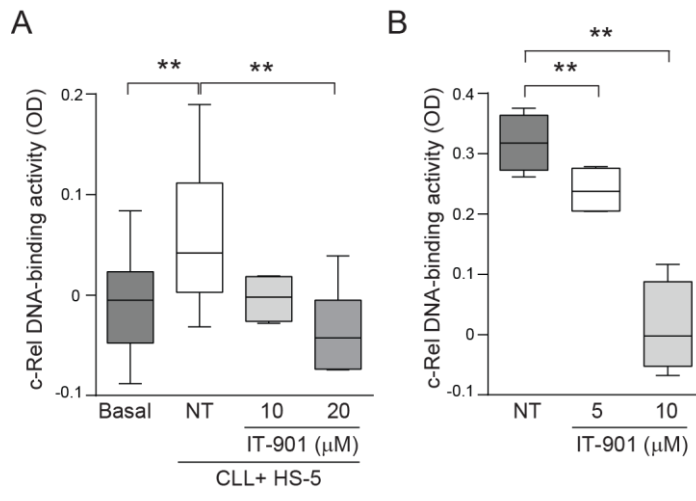 A
c-Rel DNA-binding activity (OD)
0.2
0.1
0
-0.1
** **
Basal NT 10 20
IT-901 (μM)
CLL+ HS-5
B
c-Rel DNA-binding activity (OD)
0.4
0.3
0.2
0.1
0
-0.1
**
**
NT 5 10
IT-901 (μM)